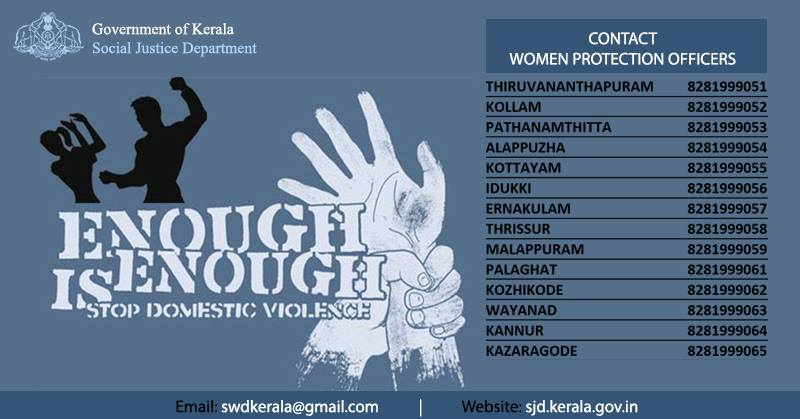 Government of Kerala
Social Justice Department
ENOUGH
IS ENOUGH
STOP DOMESTIC VIOLENCE
CONTACT
WOMEN PROTECTION OFFICERS
THIRUVANANTHAPURAM 8281999051
KOLLAM 8281999052
PATHANAMTHITTA 8281999053
ALAPPUZHA 8281999054
KOTTAYAM 8281999055
IDUKKI 8281999056
ERNAKULAM 8281999057
THRISSUR 8281999058
MALAPPURAM 8281999059
PALAGHAT 8281999061
KOZHIKODE 8281999062
WAYANAD 8281999063
KANNUR 8281999064
KAZARAGODE 8281999065
Email: swdkerala@gmail.com | Website: sjd.kerala.gov.in